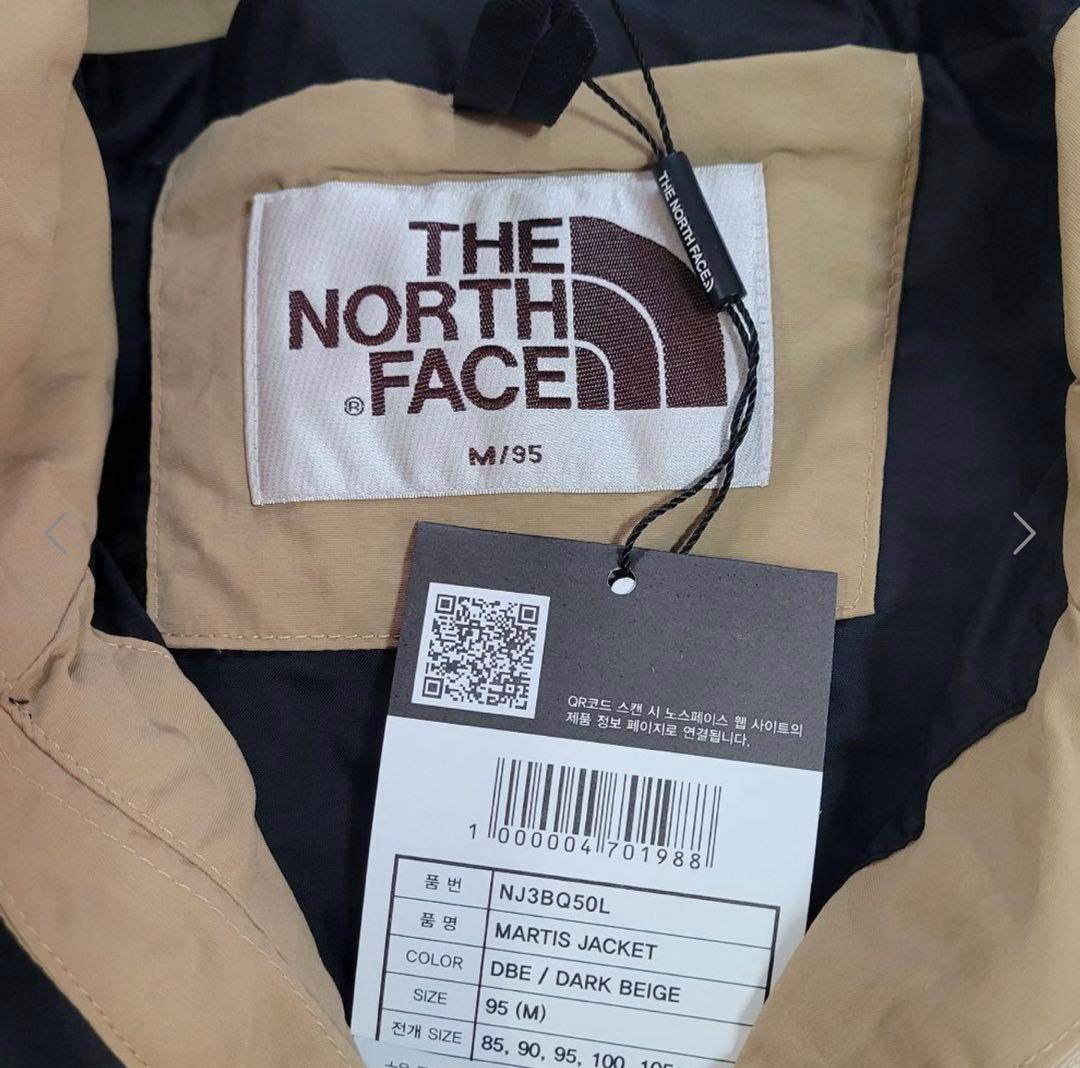 THE NORTH FACE
THE
NORTH
FACE
®
M/95
QR코드 스캔 시 노스페이스 웹 사이트의
제품 정보 페이지로 연결됩니다.
1 000004 701988
품 번 NJ3BQ50L
품 명 MARTIS JACKET
COLOR DBE / DARK BEIGE
SIZE 95 (M)
전개 SIZE 85, 90, 95, 100, 105,